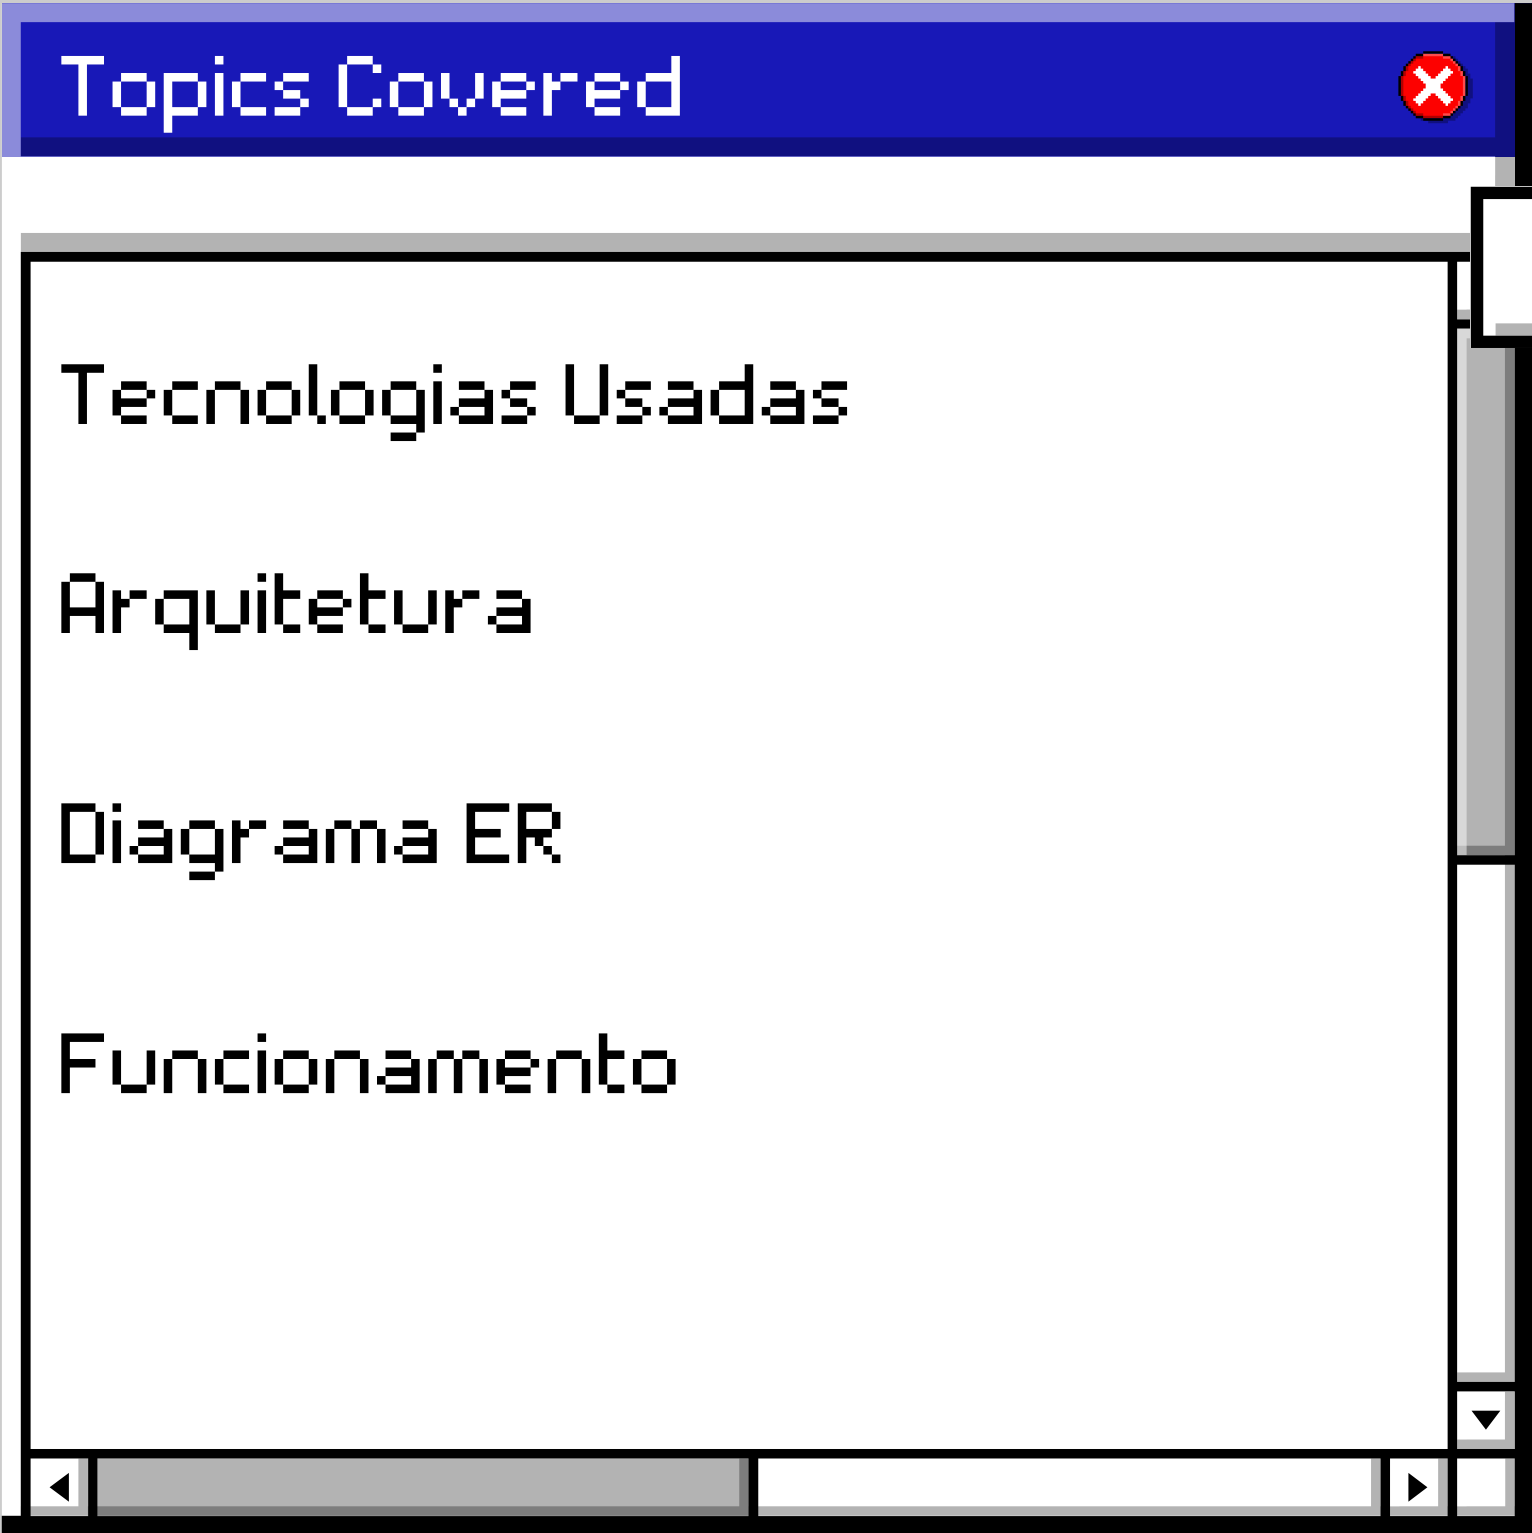 Topics Covered
Tecnologias Usadas
Arquitetura
Diagrama ER
Funcionamento